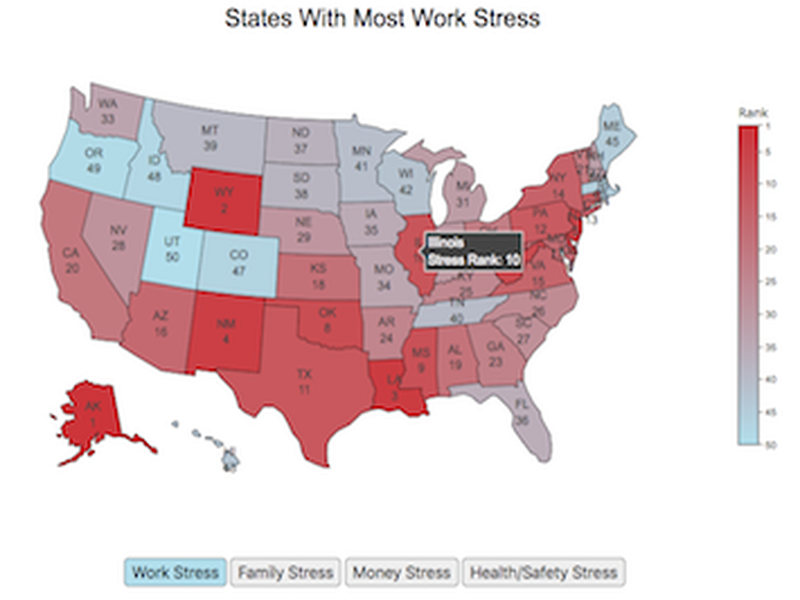 States With Most Work Stress
Rank
1
5
10
15
20
25
30
35
40
45
50
WA
33
OR
49
ID
48
MT
39
ND
37
MN
41
WI
42
ME
45
WY
2
SD
38
IA
35
MI
31
NY
14
NV
28
UT
50
CO
47
NE
29
PA
12
Illinois
Stress Rank: 10
CA
20
KS
18
MO
34
KY
25
VA
15
AZ
16
NM
4
OK
8
AR
24
TN
40
NC
26
SC
27
TX
11
LA
3
MS
9
AL
19
GA
23
FL
36
AK
1
13
Work Stress
Family Stress
Money Stress
Health/Safety Stress